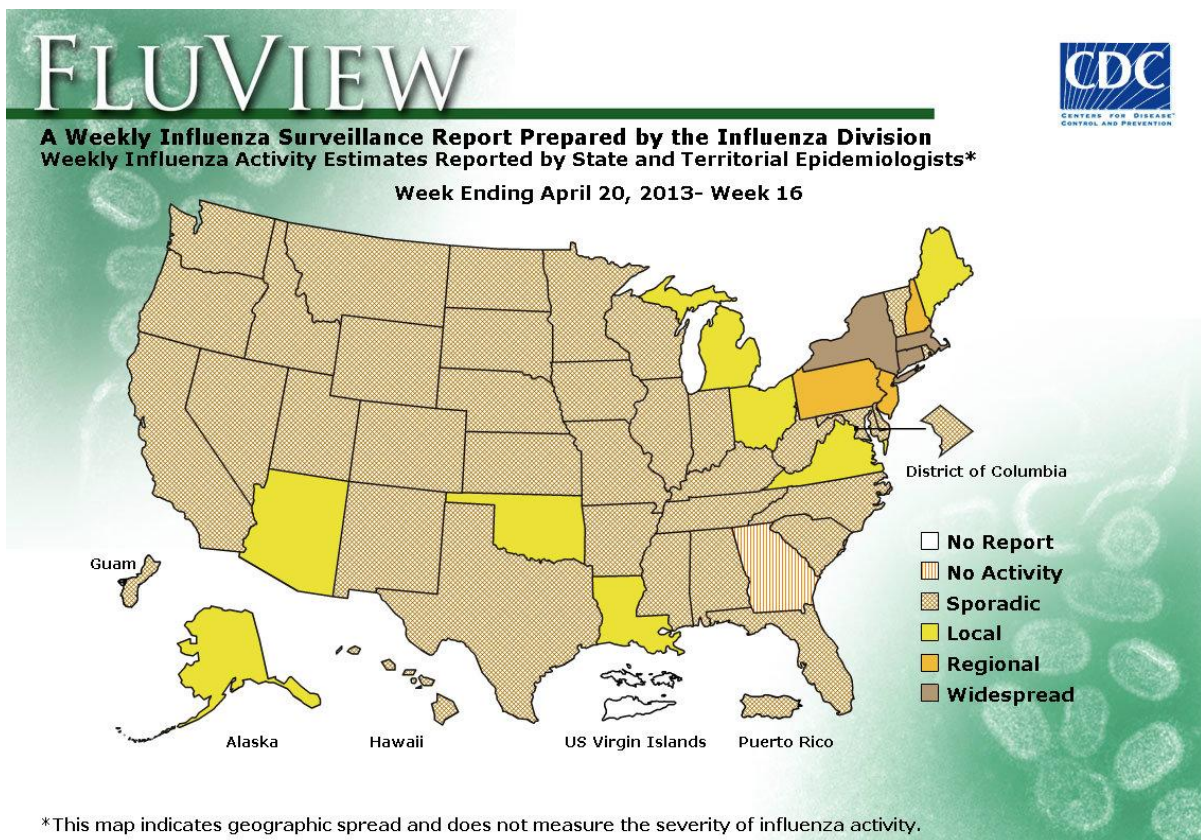 FLUVIEW
CDC
CENTERS FOR DISEASE
CONTROL AND PREVENTION
A Weekly Influenza Surveillance Report Prepared by the Influenza Division
Weekly Influenza Activity Estimates Reported by State and Territorial Epidemiologists*
Week Ending April 20, 2013- Week 16
District of Columbia
No Report
No Activity
Sporadic
Local
Regional
Widespread
Guam
Alaska
Hawaii
US Virgin Islands
Puerto Rico
*This map indicates geographic spread and does not measure the severity of influenza activity.